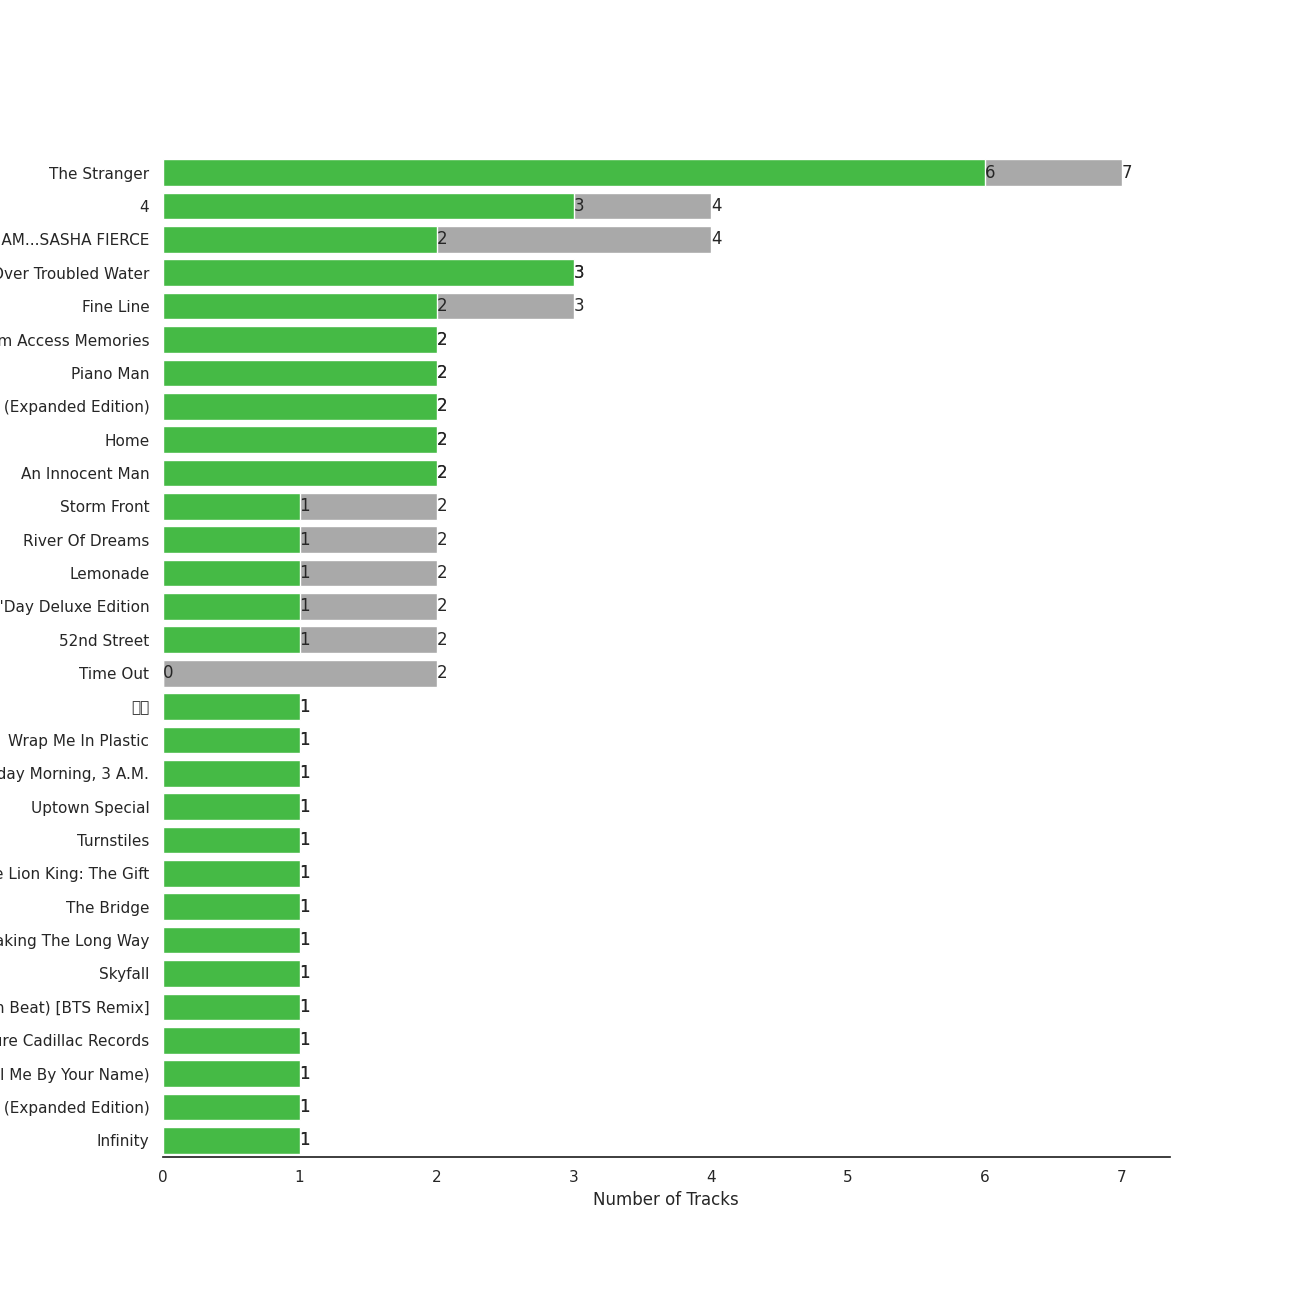 The Stranger 6 7
4 3 4
AM...SASHA FIERCE 2 4
Over Troubled Water 3
Fine Line 2 3
m Access Memories 2
Piano Man 2
(Expanded Edition) 2
Home 2
An Innocent Man 2
Storm Front 1 2
River Of Dreams 1 2
Lemonade 1 2
'Day Deluxe Edition 1 2
52nd Street 1 2
Time Out 0 2
1
Wrap Me In Plastic 1
day Morning, 3 A.M. 1
Uptown Special 1
Turnstiles 1
e Lion King: The Gift 1
The Bridge 1
aking The Long Way 1
Skyfall 1
n Beat) [BTS Remix] 1
ure Cadillac Records 1
l Me By Your Name) 1
(Expanded Edition) 1
Infinity 1
0 1 2 3 4 5 6 7
Number of Tracks